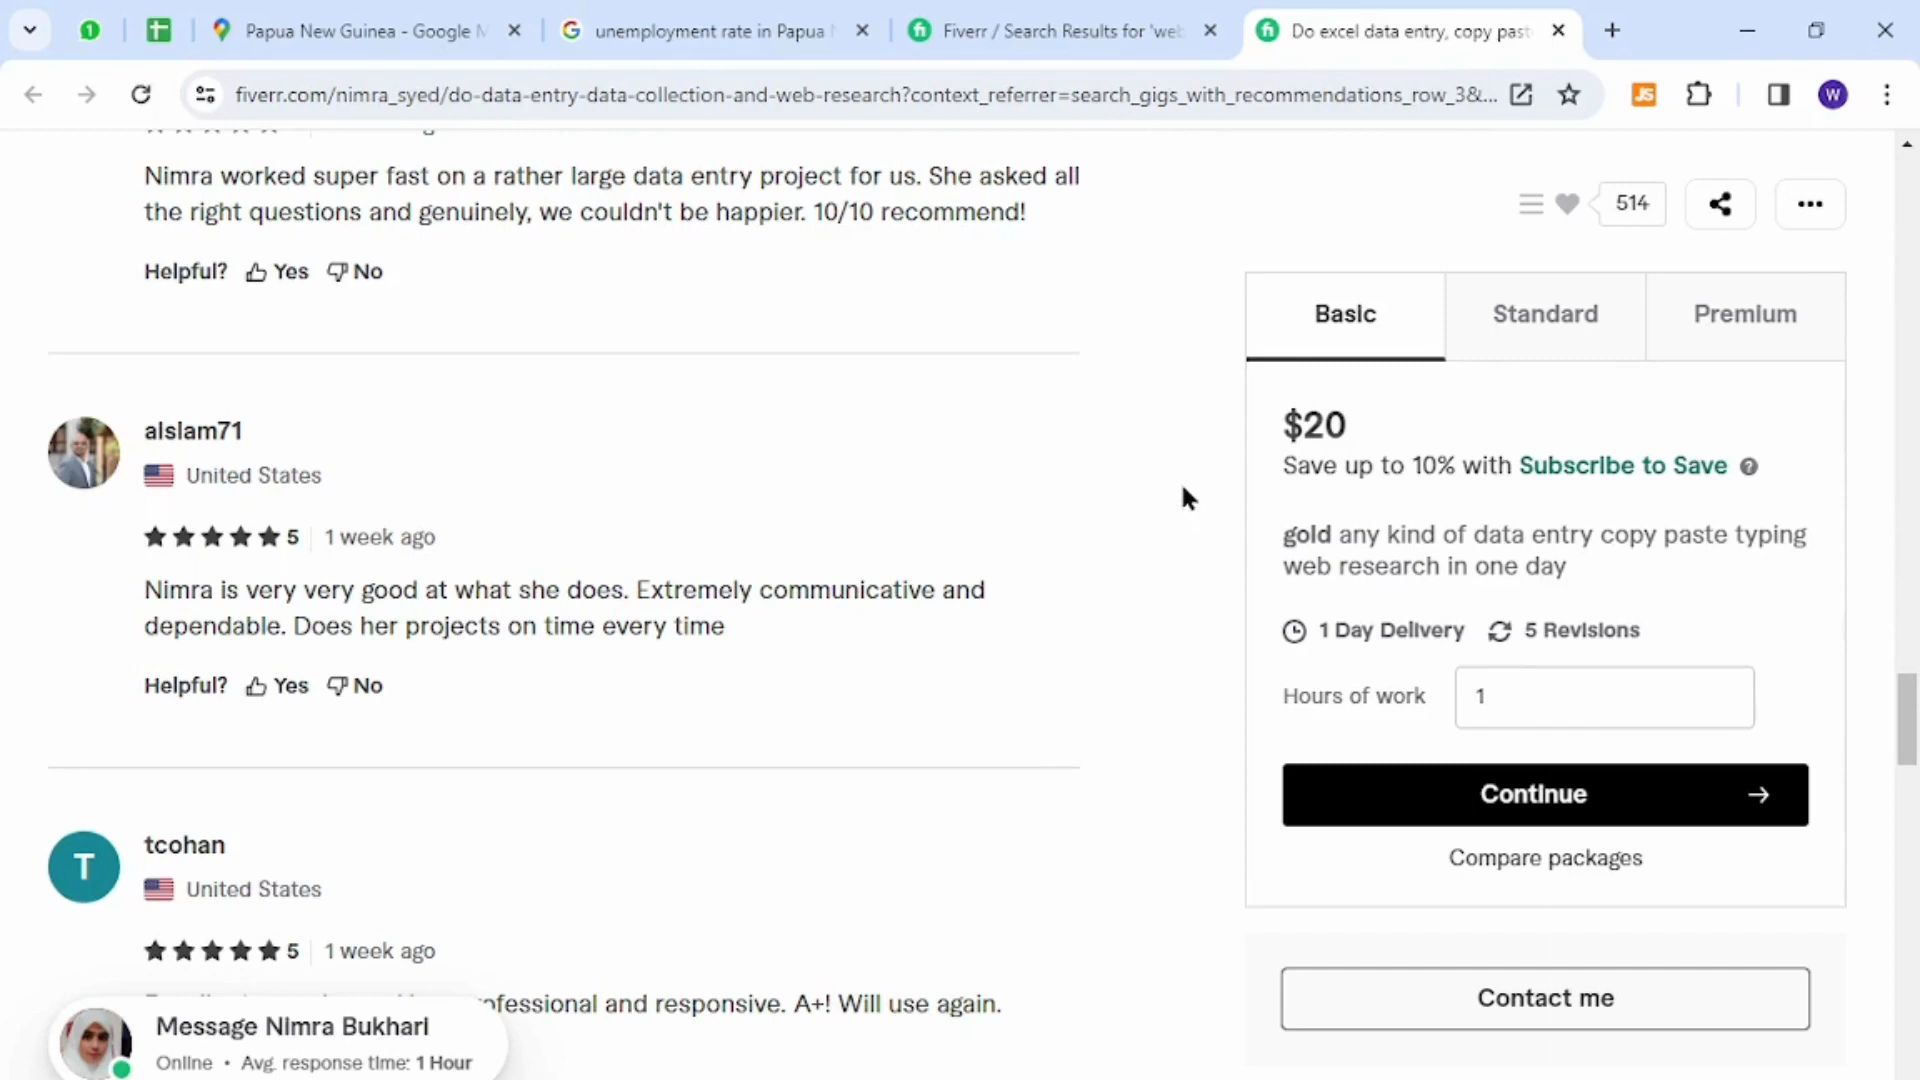 Papua New Guinea - Google M
unemployment rate in Papua
Fiverr / Search Results for 'web
Do excel data entry, copy past
fiverr.com/nimra_syed/do-data-entry-data-collection-and-web-research?context_referrer=search_gigs_with_recommendations_row_3&...
JS
W
Nimra worked super fast on a rather large data entry project for us. She asked all
the right questions and genuinely, we couldn't be happier. 10/10 recommend!
Helpful? Yes No
alslam71
United States
5 1 week ago
Nimra is very very good at what she does. Extremely communicative and
dependable. Does her projects on time every time
Helpful? Yes No
T
tcohan
United States
5 1 week ago
ofessional and responsive. A+! Will use again.
Message Nimra Bukhari
Online • Avg. response time: 1 Hour
514
Basic Standard Premium
$20
Save up to 10% with Subscribe to Save
gold any kind of data entry copy paste typing
web research in one day
1 Day Delivery 5 Revisions
Hours of work 1
Continue
Compare packages
Contact me